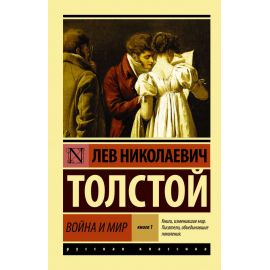 N
ЛЕВ НИКОЛАЕВИЧ
ТОЛСТОЙ
ВОЙНА И МИР
книга 1
Книги, изменившие мир.
Писатели, объединившие
поколения.
русская классика